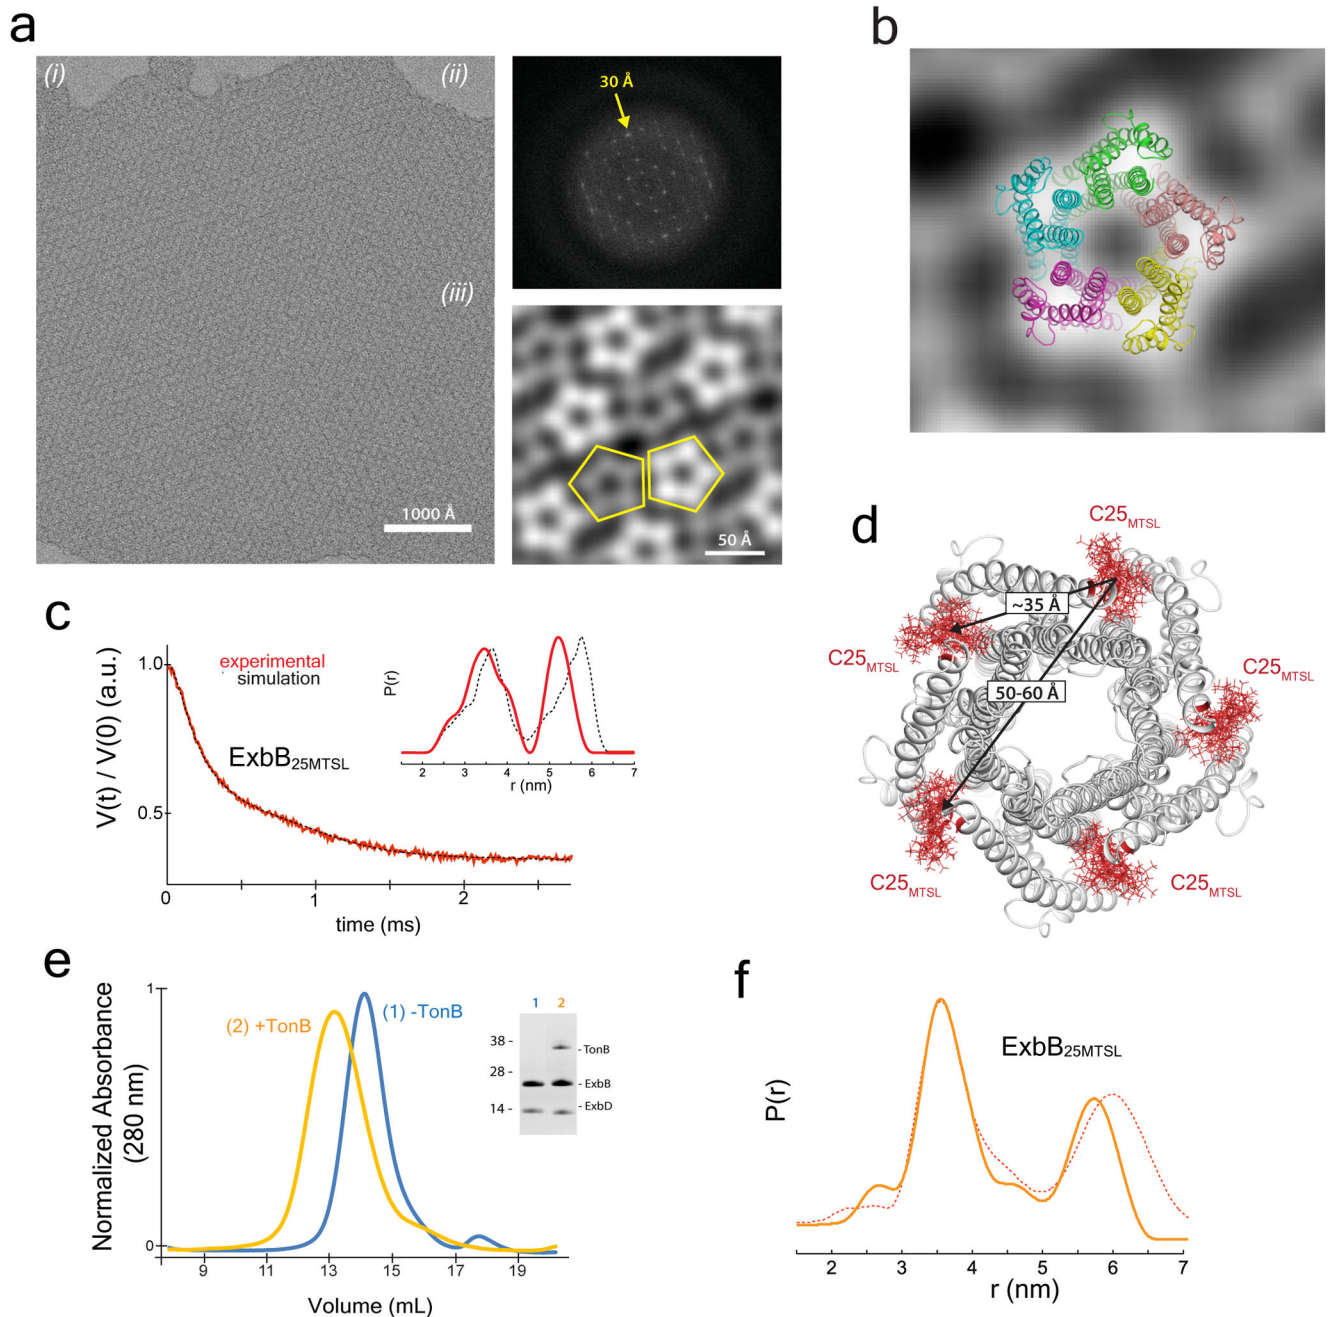 a
(i)
(ii)
(iii)
1000 Å
30 Å
50 Å
b
c
V(t) / V(0) (a.u.)
1.0
0.5
0
1
2
time (ms)
experimental
simulation
ExbB25MTSL
P(r)
2
3
4
5
6
7
r (nm)
d
C25MTSL
~35 Å
C25MTSL
C25MTSL
50-60 Å
C25MTSL
C25MTSL
e
Normalized Absorbance
(280 nm)
1
0
(2) +TonB
(1) -TonB
1
2
38 -
28 -
14 -
-TonB
-ExbB
-ExbD
9
11
13
15
17
19
Volume (mL)
f
ExbB25MTSL
P(r)
2
3
4
5
6
7
r (nm)